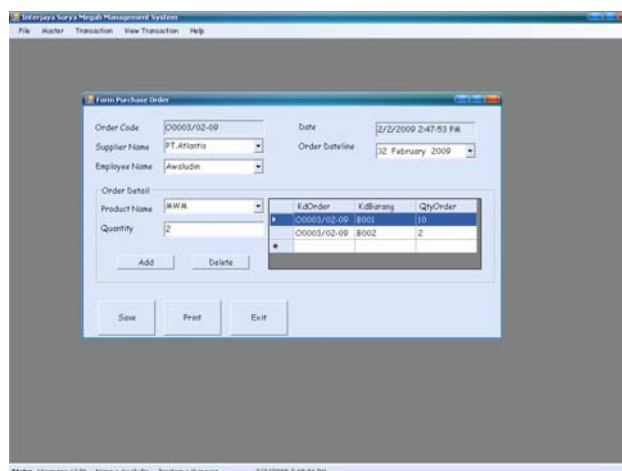 Interjaya Surya Megah Management System
File Master Transaction View Transaction Help
Form Purchase Order
Order Code O0003/02-09 Date 2/2/2009 2:47:53 PM
Supplier Name PT.Atlantis Order Dateline 02 February 2009
Employee Name Awaludin
Order Detail
Product Name MWM
Quantity 2
KdOrder KdBarang QtyOrder
O0003/02-09 B001 10
O0003/02-09 B002 2
Add Delete
Save Print Exit